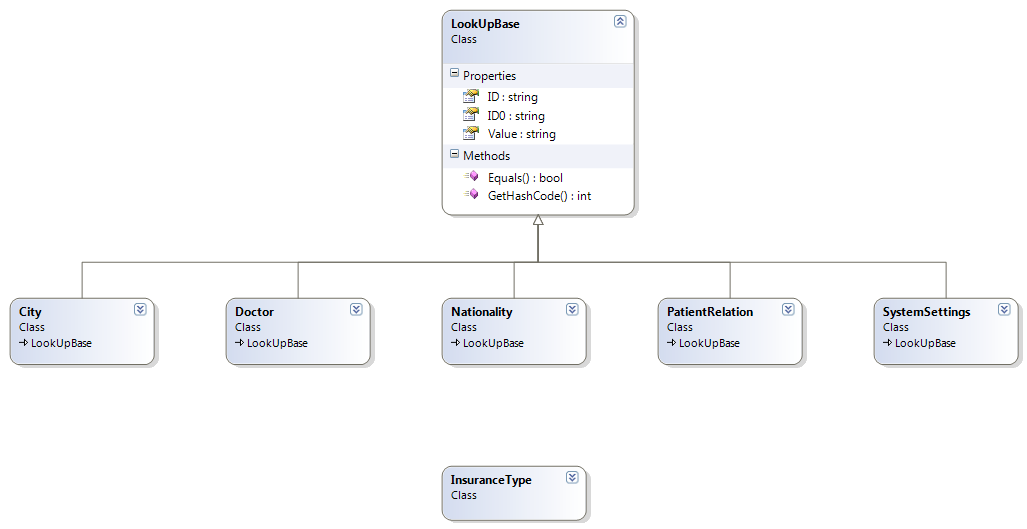 LookUpBase
Class
Properties
ID : string
ID0 : string
Value : string
Methods
Equals() : bool
GetHashCode() : int
City
Class
LookUpBase
Doctor
Class
LookUpBase
Nationality
Class
LookUpBase
PatientRelation
Class
LookUpBase
SystemSettings
Class
LookUpBase
InsuranceType
Class